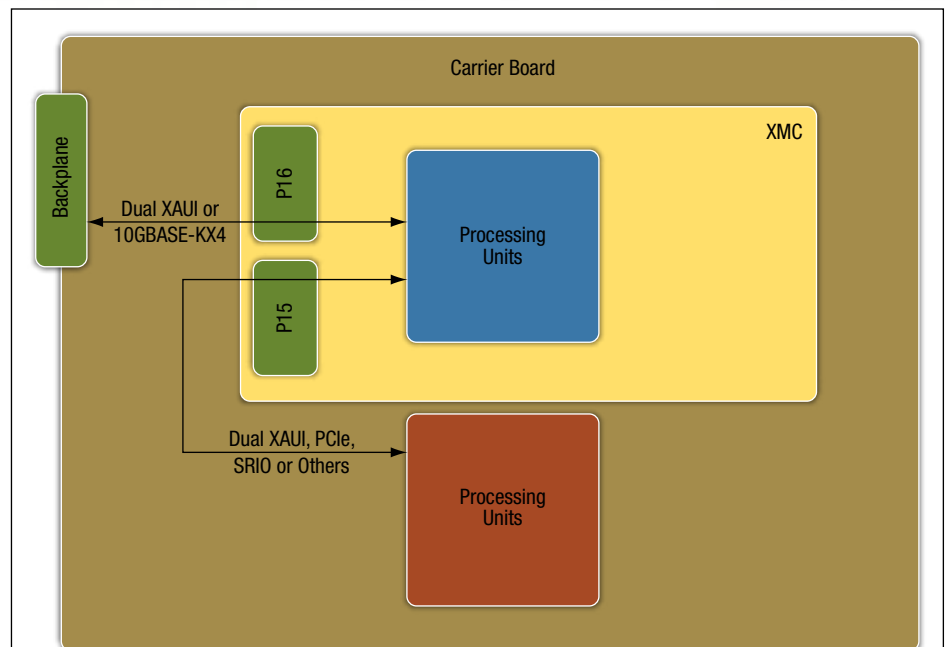 Carrier Board
XMC
Backplane
P16
Dual XAUI or
10GBASE-KX4
Processing
Units
P15
Dual XAUI, PCIe,
SRIO or Others
Processing
Units